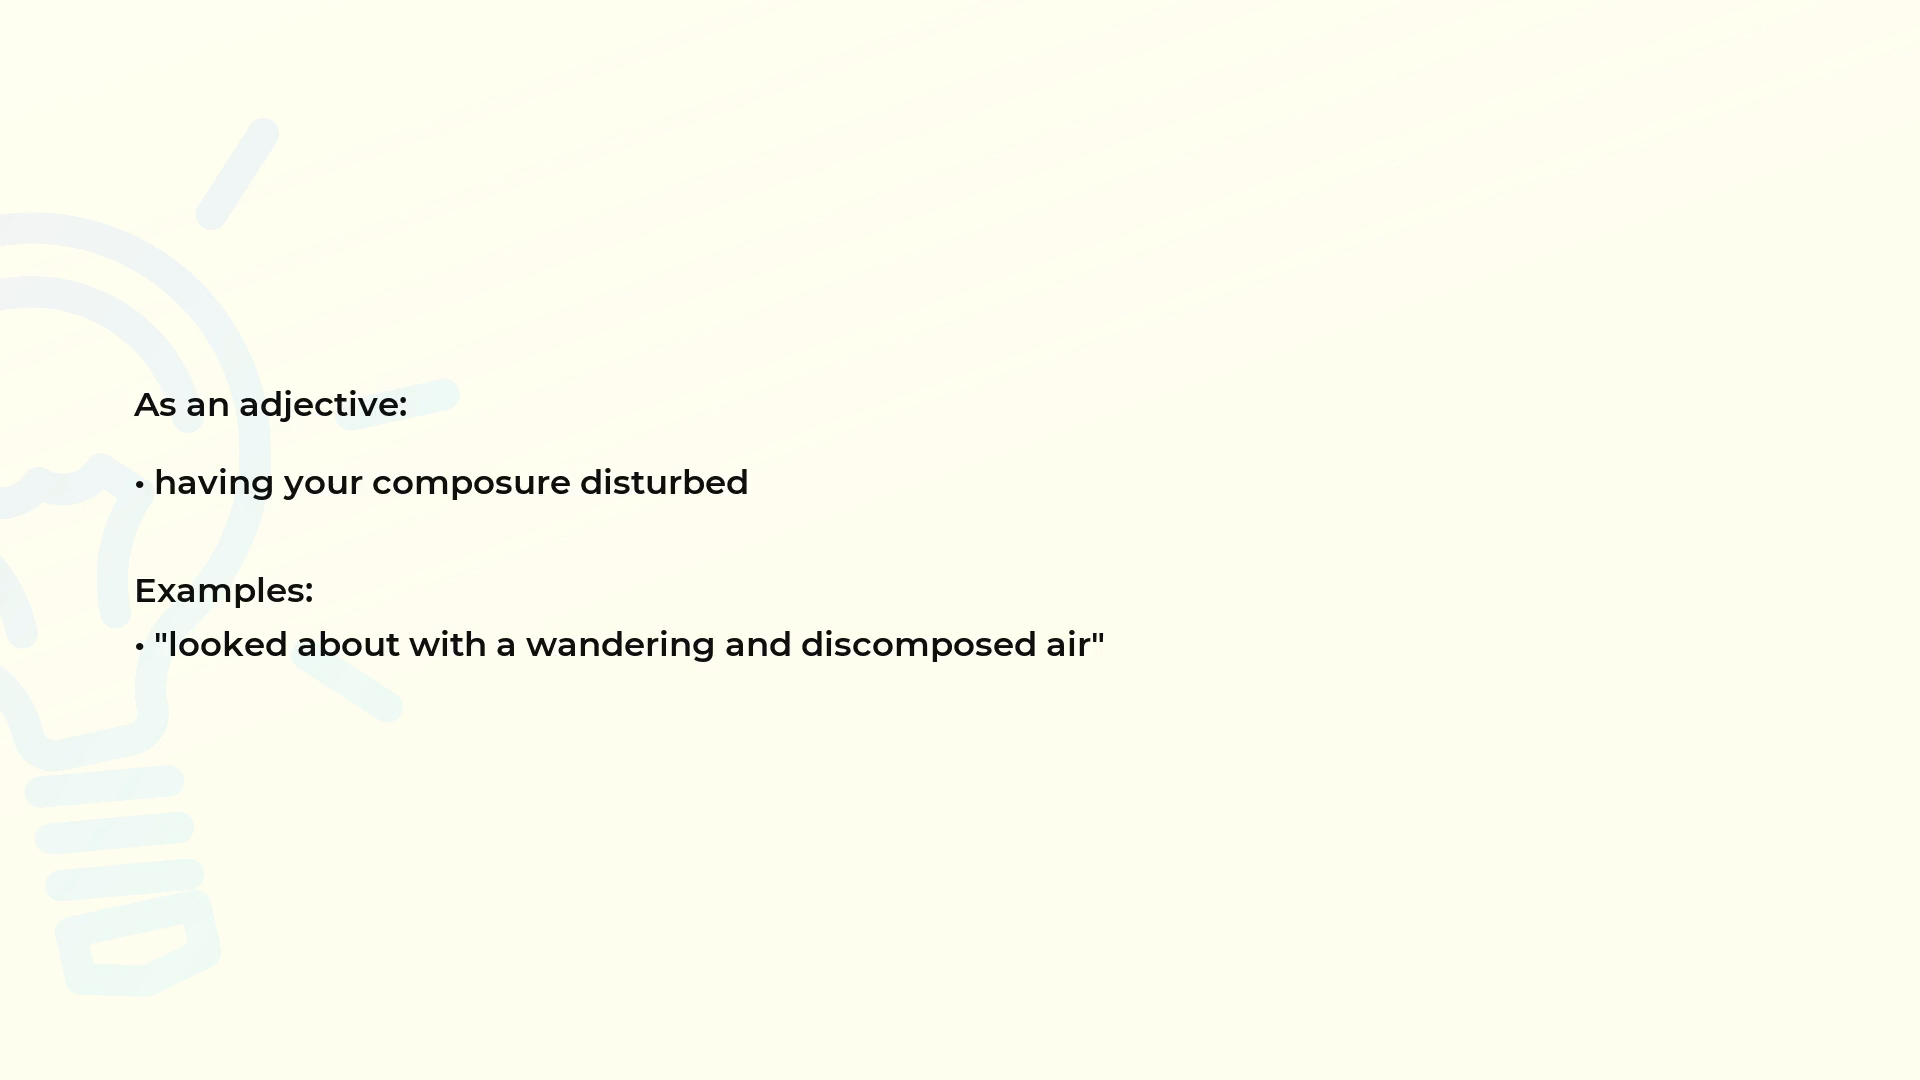 As an adjective:
• having your composure disturbed
Examples:
• "looked about with a wandering and discomposed air"